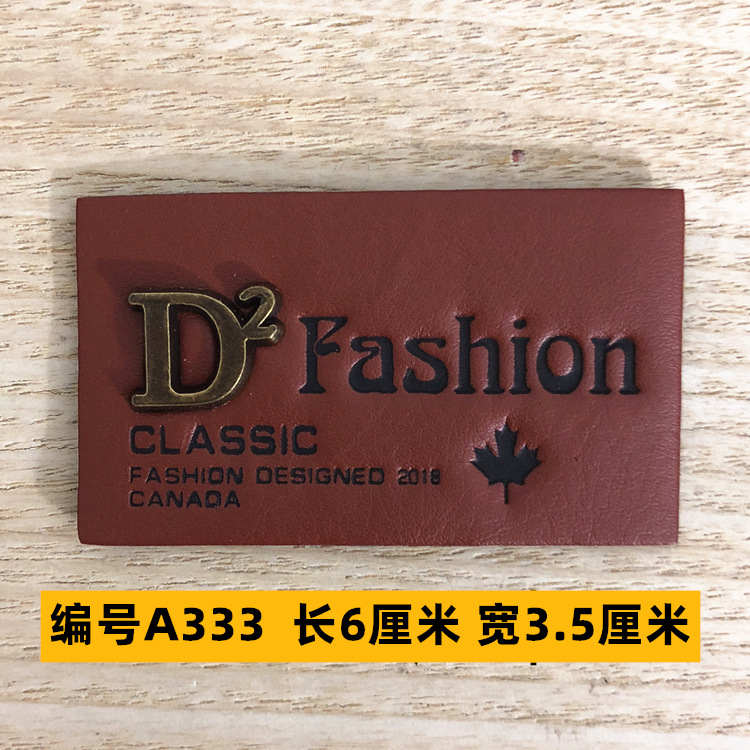 D² Fashion
CLASSIC
FASHION DESIGNED 2018
CANADA
编号A333 长6厘米 宽3.5厘米